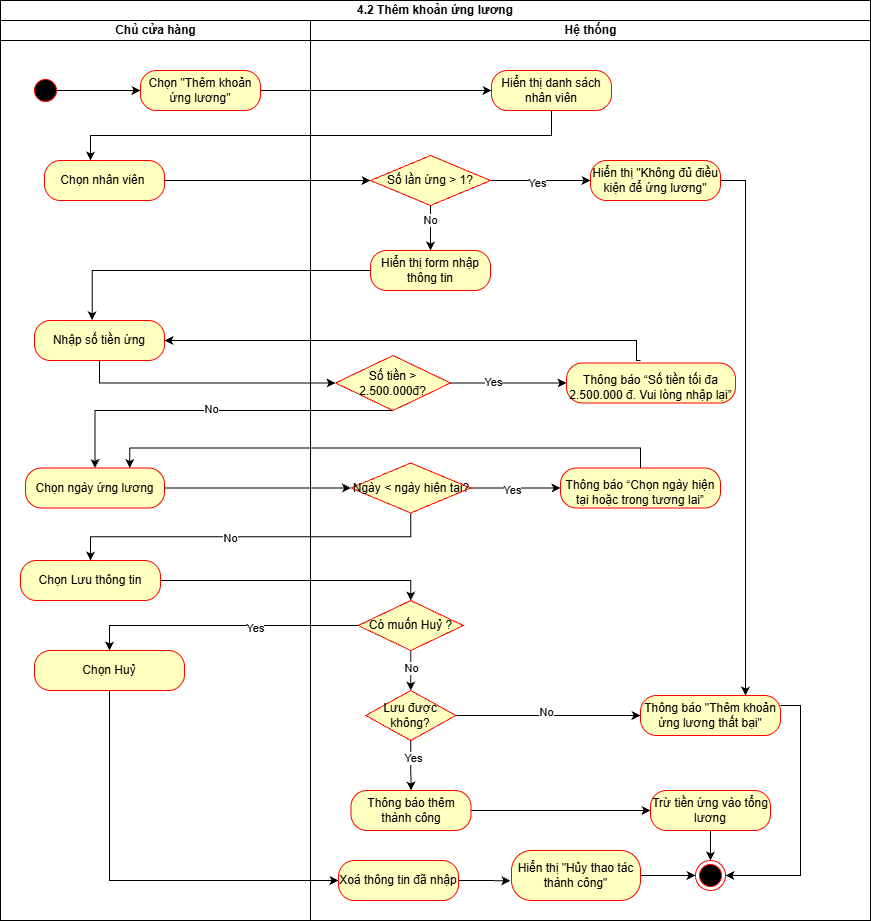 4.2 Thêm khoản ứng lương
Chủ cửa hàng
Hệ thống
Chọn "Thêm khoản
ứng lương"
Hiển thị danh sách
nhân viên
Chọn nhân viên
Số lần ứng > 1?
Yes
Hiển thị "Không đủ điều
kiện để ứng lương"
No
Hiển thị form nhập
thông tin
Nhập số tiền ứng
Số tiền >
2.500.000đ?
Yes
Thông báo “Số tiền tối đa
2.500.000 đ. Vui lòng nhập lại”
No
Chọn ngày ứng lương
Ngày < ngày hiện tại?
Yes
Thông báo “Chọn ngày hiện
tại hoặc trong tương lai”
No
Chọn Lưu thông tin
Có muốn Huỷ ?
Yes
Chọn Huỷ
No
Lưu được
không?
No
Thông báo "Thêm khoản
ứng lương thất bại"
Yes
Thông báo thêm
thành công
Trừ tiền ứng vào tổng
lương
Xoá thông tin đã nhập
Hiển thị "Hủy thao tác
thành công"